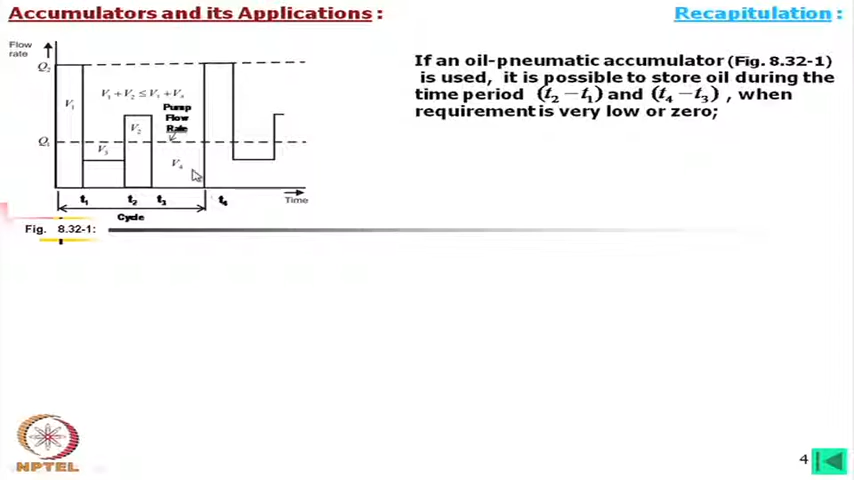 Accumulators and its Applications :
Recapitulation :
Flow
rate
Q₂
V₁
V₁ + V₂ ≤ V₃ + V₄
Pump
Flow
Rate
V₂
Q₁
V₃
V₄
t₁ t₂ t₃ t₄
Time
Cycle
Fig. 8.32-1:
If an oil-pneumatic accumulator (Fig. 8.32-1)
is used, it is possible to store oil during the
time period (t₂ − t₁) and (t₄ − t₃) , when
requirement is very low or zero;
NPTEL
4